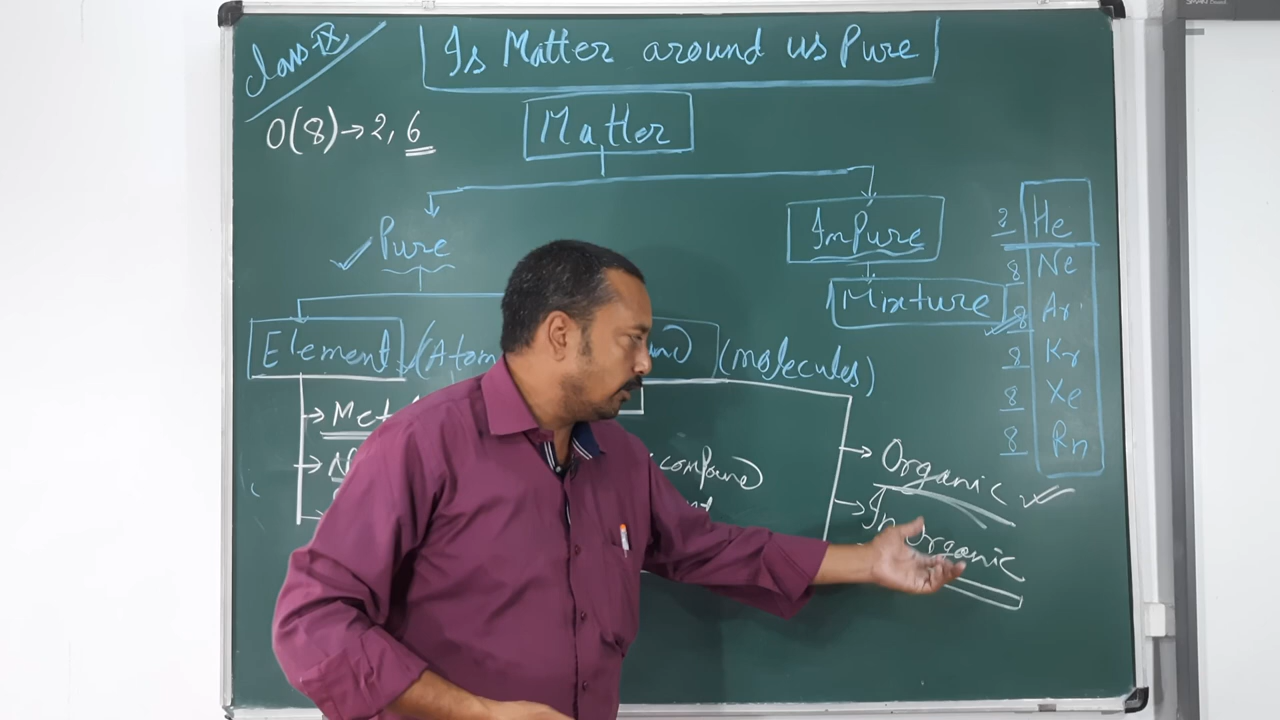 Class-IX
Is Matter around us Pure
O(8)→2, 6
Matter
Pure
ImPure
Mixture
2 He
8 Ne
8 Ar
8 Kr
8 Xe
8 Rn
Element (Atom
(molecules)
compound
Organic
InOrganic